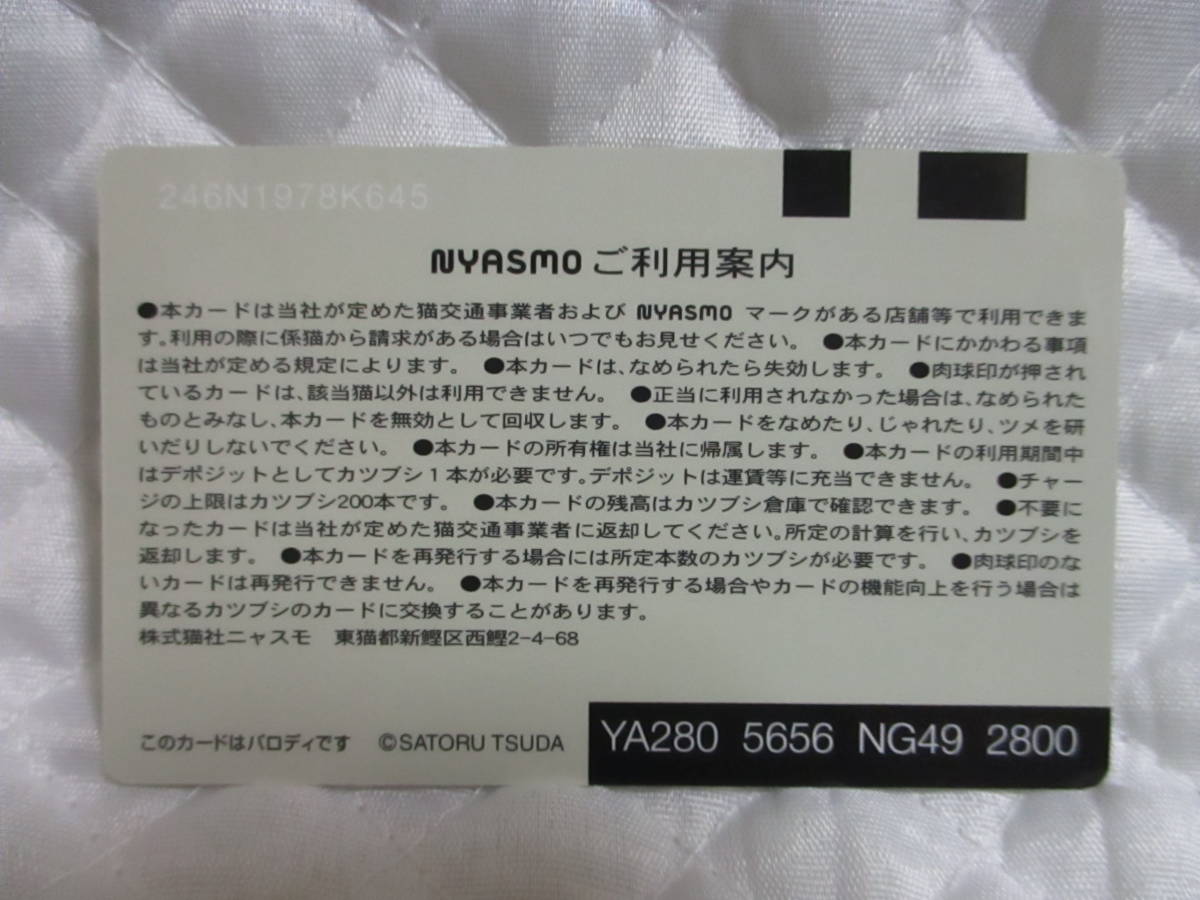 246N1978K645
NYASMO ご利用案内
●本カードは当社が定めた猫交通事業者および NYASMO マークがある店舗等で利用できま
す。利用の際に係猫から請求がある場合はいつでもお見せください。 ●本カードにかかわる事項
は当社が定める規定によります。 ●本カードは、なめられたら失効します。 ●肉球印が押され
ているカードは、該当猫以外は利用できません。 ●正当に利用されなかった場合は、なめられた
ものとみなし、本カードを無効として回収します。 ●本カードをなめたり、じゃれたり、ツメを研
いだりしないでください。 ●本カードの所有権は当社に帰属します。 ●本カードの利用期間中
はデポジットとしてカツブシ1本が必要です。デポジットは運賃等に充当できません。 ●チャー
ジの上限はカツブシ200本です。 ●本カードの残高はカツブシ倉庫で確認できます。 ●不要に
なったカードは当社が定めた猫交通事業者に返却してください。所定の計算を行い、カツブシを
返却します。 ●本カードを再発行する場合には所定本数のカツブシが必要です。 ●肉球印のな
いカードは再発行できません。 ●本カードを再発行する場合やカードの機能向上を行う場合は
異なるカツブシのカードに交換することがあります。
株式猫社ニャスモ 東猫都新鰹区西鰹2-4-68
このカードはパロディです ©SATORU TSUDA
YA280 5656 NG49 2800